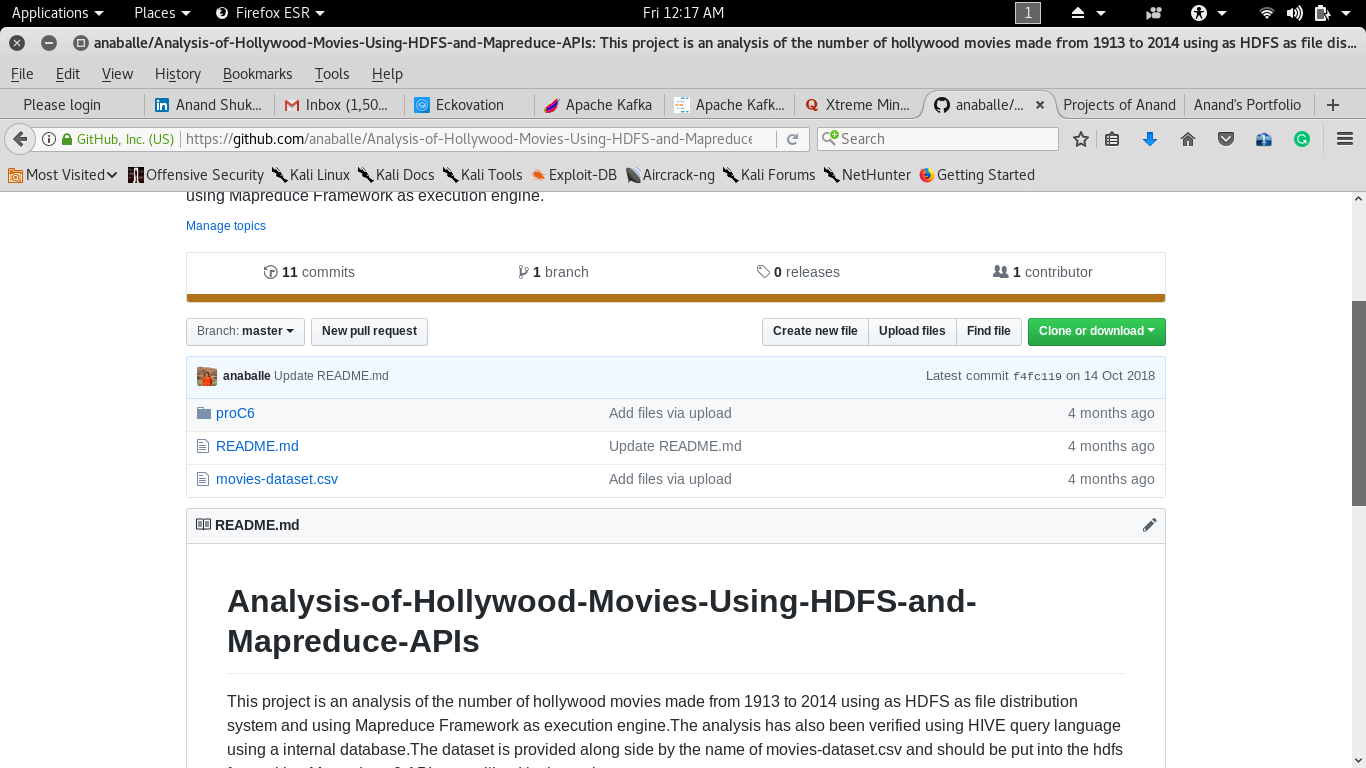 Applications Places Firefox ESR Fri 12:17 AM 1
anaballe/Analysis-of-Hollywood-Movies-Using-HDFS-and-Mapreduce-APIs: This project is an analysis of the number of hollywood movies made from 1913 to 2014 using as HDFS as file dis...
File Edit View History Bookmarks Tools Help
Please login Anand Shuk... Inbox (1,50... Eckovation Apache Kafka Apache Kafk... Xtreme Min... anaballe/... Projects of Anand Anand's Portfolio
GitHub, Inc. (US) https://github.com/anaballe/Analysis-of-Hollywood-Movies-Using-HDFS-and-Mapreduce Search
Most Visited Offensive Security Kali Linux Kali Docs Kali Tools Exploit-DB Aircrack-ng Kali Forums NetHunter Getting Started
using Mapreduce Framework as execution engine.
Manage topics
11 commits 1 branch 0 releases 1 contributor
Branch: master New pull request Create new file Upload files Find file Clone or download
anaballe Update README.md Latest commit f4fc119 on 14 Oct 2018
proC6 Add files via upload 4 months ago
README.md Update README.md 4 months ago
movies-dataset.csv Add files via upload 4 months ago
README.md
Analysis-of-Hollywood-Movies-Using-HDFS-and-
Mapreduce-APIs
This project is an analysis of the number of hollywood movies made from 1913 to 2014 using as HDFS as file distribution
system and using Mapreduce Framework as execution engine.The analysis has also been verified using HIVE query language
using a internal database.The dataset is provided along side by the name of movies-dataset.csv and should be put into the hdfs